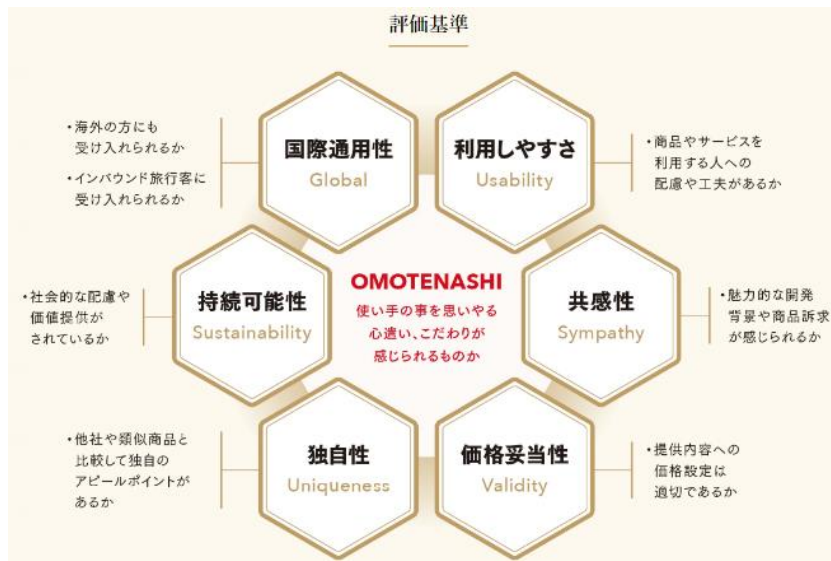 評価基準
・海外の方にも
受け入れられるか
・インバウンド旅行客に
受け入れられるか
国際通用性
Global
利用しやすさ
Usability
・商品やサービスを
利用する人への
配慮や工夫があるか
・社会的な配慮や
価値提供が
されているか
持続可能性
Sustainability
OMOTENASHI
使い手の事を思いやる
心遣い、こだわりが
感じられるものか
共感性
Sympathy
・魅力的な開発
背景や商品訴求
が感じられるか
・他社や類似商品と
比較して独自の
アピールポイントが
あるか
独自性
Uniqueness
価格妥当性
Validity
・提供内容への
価格設定は
適切であるか